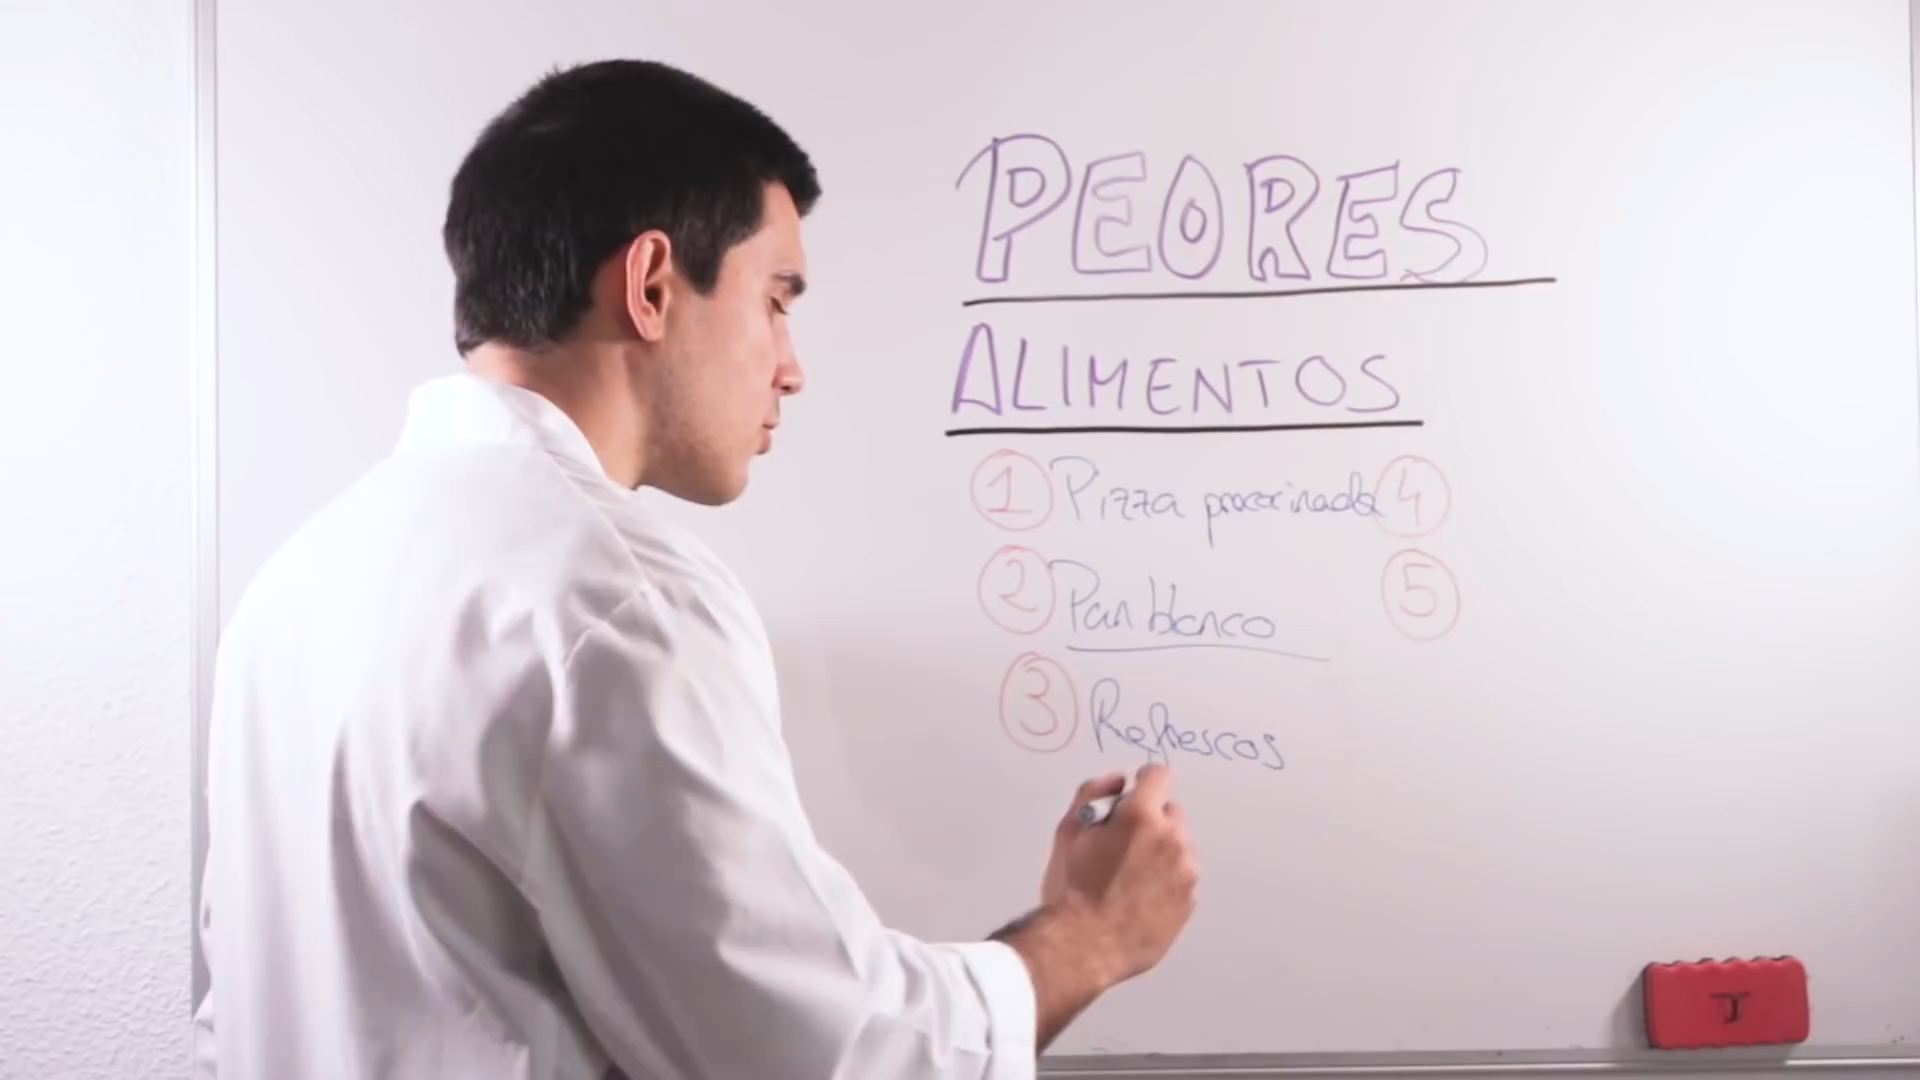 PEORES
ALIMENTOS
1 Pizza precocinada 4
2 Pan blanco 5
3 Refrescos